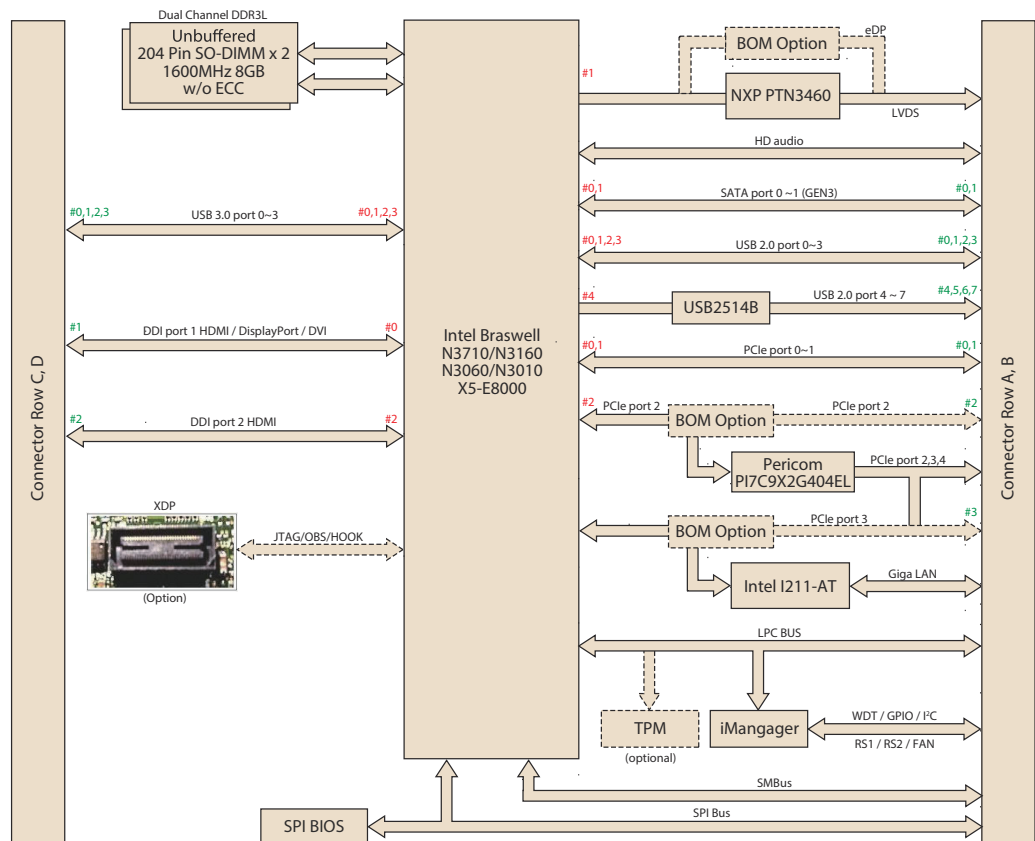 Dual Channel DDR3L
Unbuffered
204 Pin SO-DIMM x 2
1600MHz 8GB
w/o ECC
BOM Option
eDP
#1
NXP PTN3460
LVDS
HD audio
#0,1
SATA port 0 ~1 (GEN3)
#0,1
#0,1,2,3
USB 3.0 port 0~3
#0,1,2,3
#0,1,2,3
USB 2.0 port 0~3
#0,1,2,3
#4
USB2514B
USB 2.0 port 4 ~ 7
#4,5,6,7
#1
DDI port 1 HDMI / DisplayPort / DVI
#0
Intel Braswell
N3710/N3160
N3060/N3010
X5-E8000
#0,1
PCIe port 0~1
#0,1
#2
DDI port 2 HDMI
#2
#2
PCIe port 2
BOM Option
PCIe port 2
#2
Pericom
PI7C9X2G404EL
PCIe port 2,3,4
Connector Row C, D
Connector Row A, B
XDP
JTAG/OBS/HOOK
(Option)
BOM Option
PCIe port 3
#3
Intel I211-AT
Giga LAN
LPC BUS
TPM
(optional)
iMangager
WDT / GPIO / I²C
RS1 / RS2 / FAN
SMBus
SPI BIOS
SPI Bus